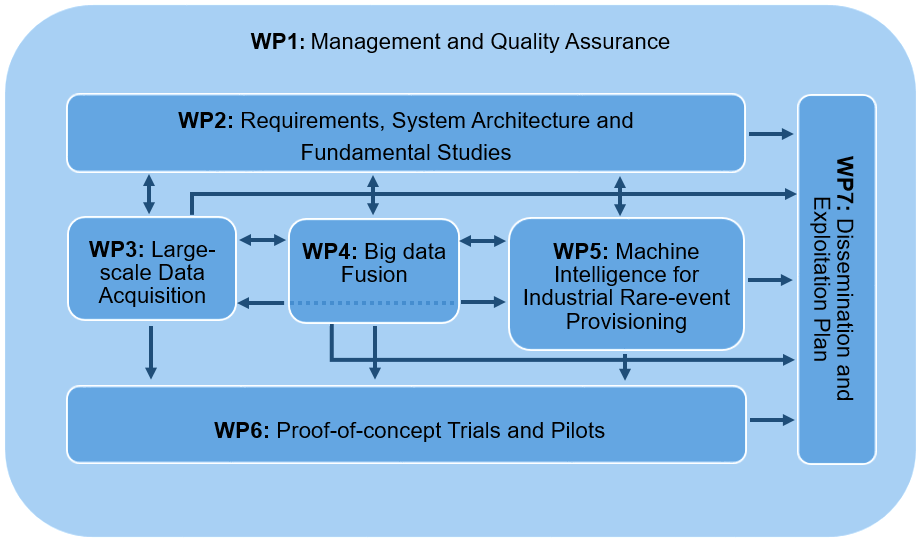 WP1: Management and Quality Assurance
WP2: Requirements, System Architecture and
Fundamental Studies
WP3: Large-
scale Data
Acquisition
WP4: Big data
Fusion
WP5: Machine
Intelligence for
Industrial Rare-event
Provisioning
WP6: Proof-of-concept Trials and Pilots
WP7: Dissemination and
Exploitation Plan